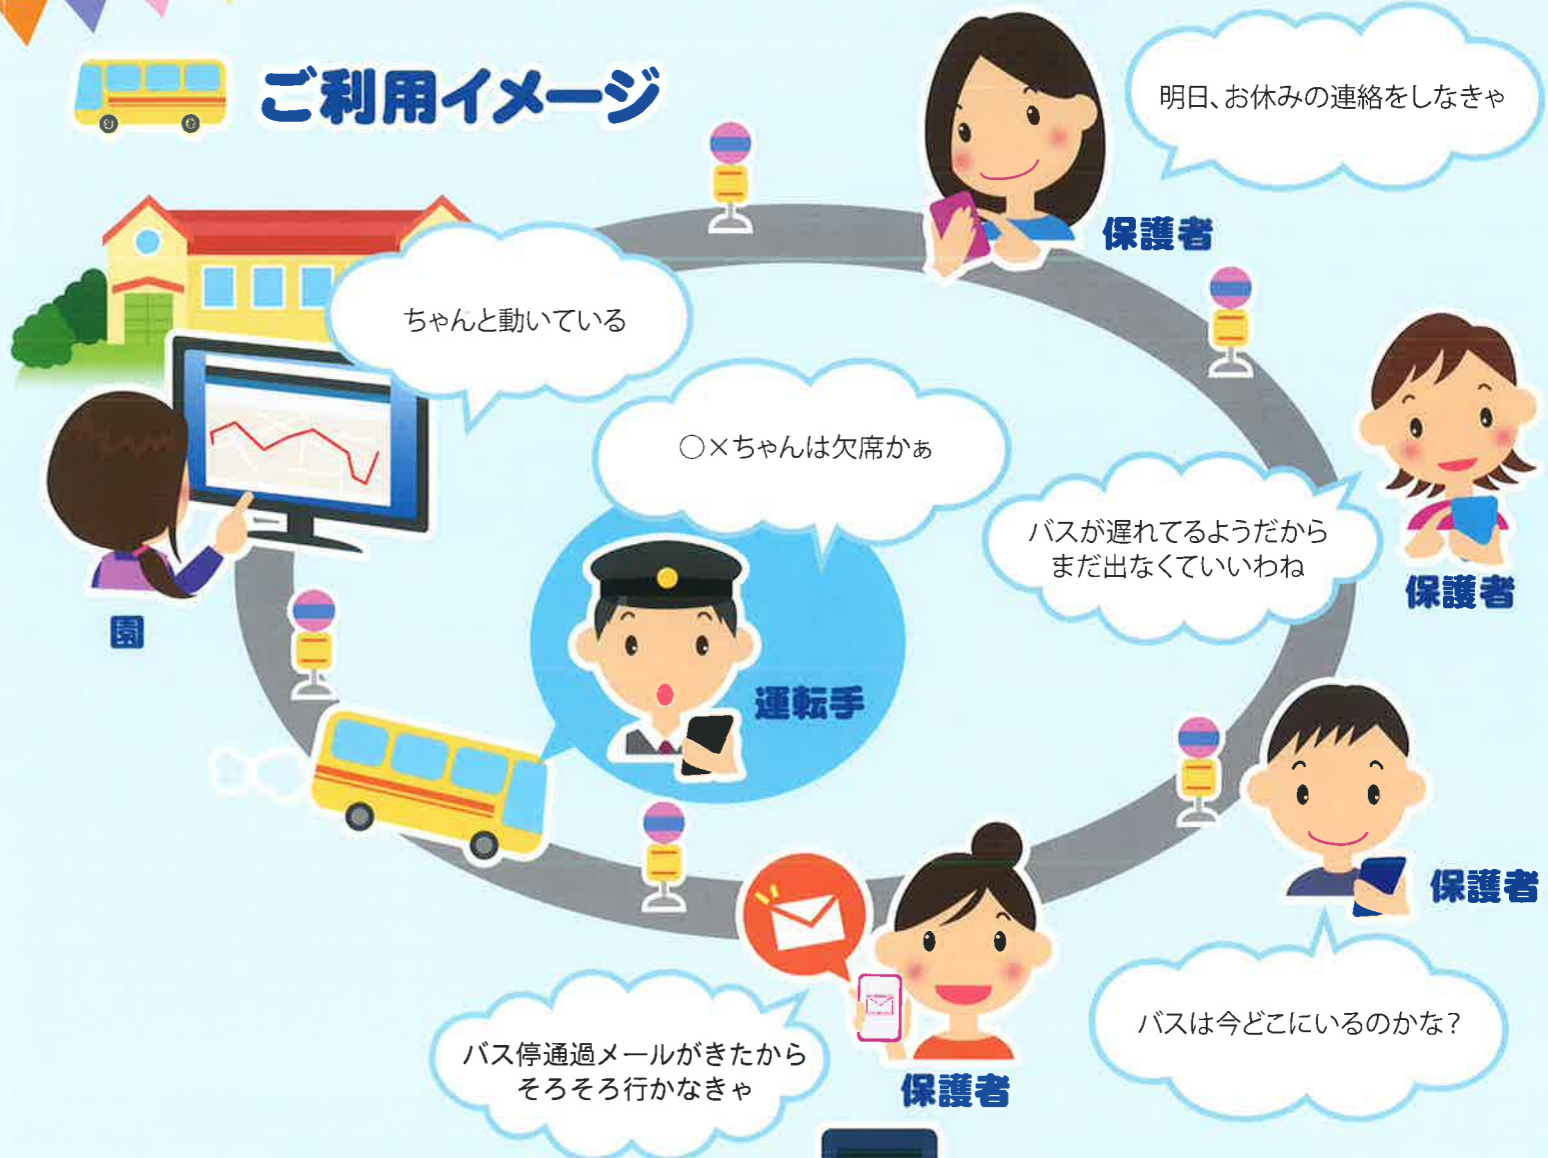 ご利用イメージ
明日、お休みの連絡をしなきゃ
保護者
ちゃんと動いている
園
○×ちゃんは欠席かぁ
運転手
バスが遅れてるようだから
まだ出なくていいわね
保護者
バスは今どこにいるのかな?
保護者
バス停通過メールがきたから
そろそろ行かなきゃ
保護者